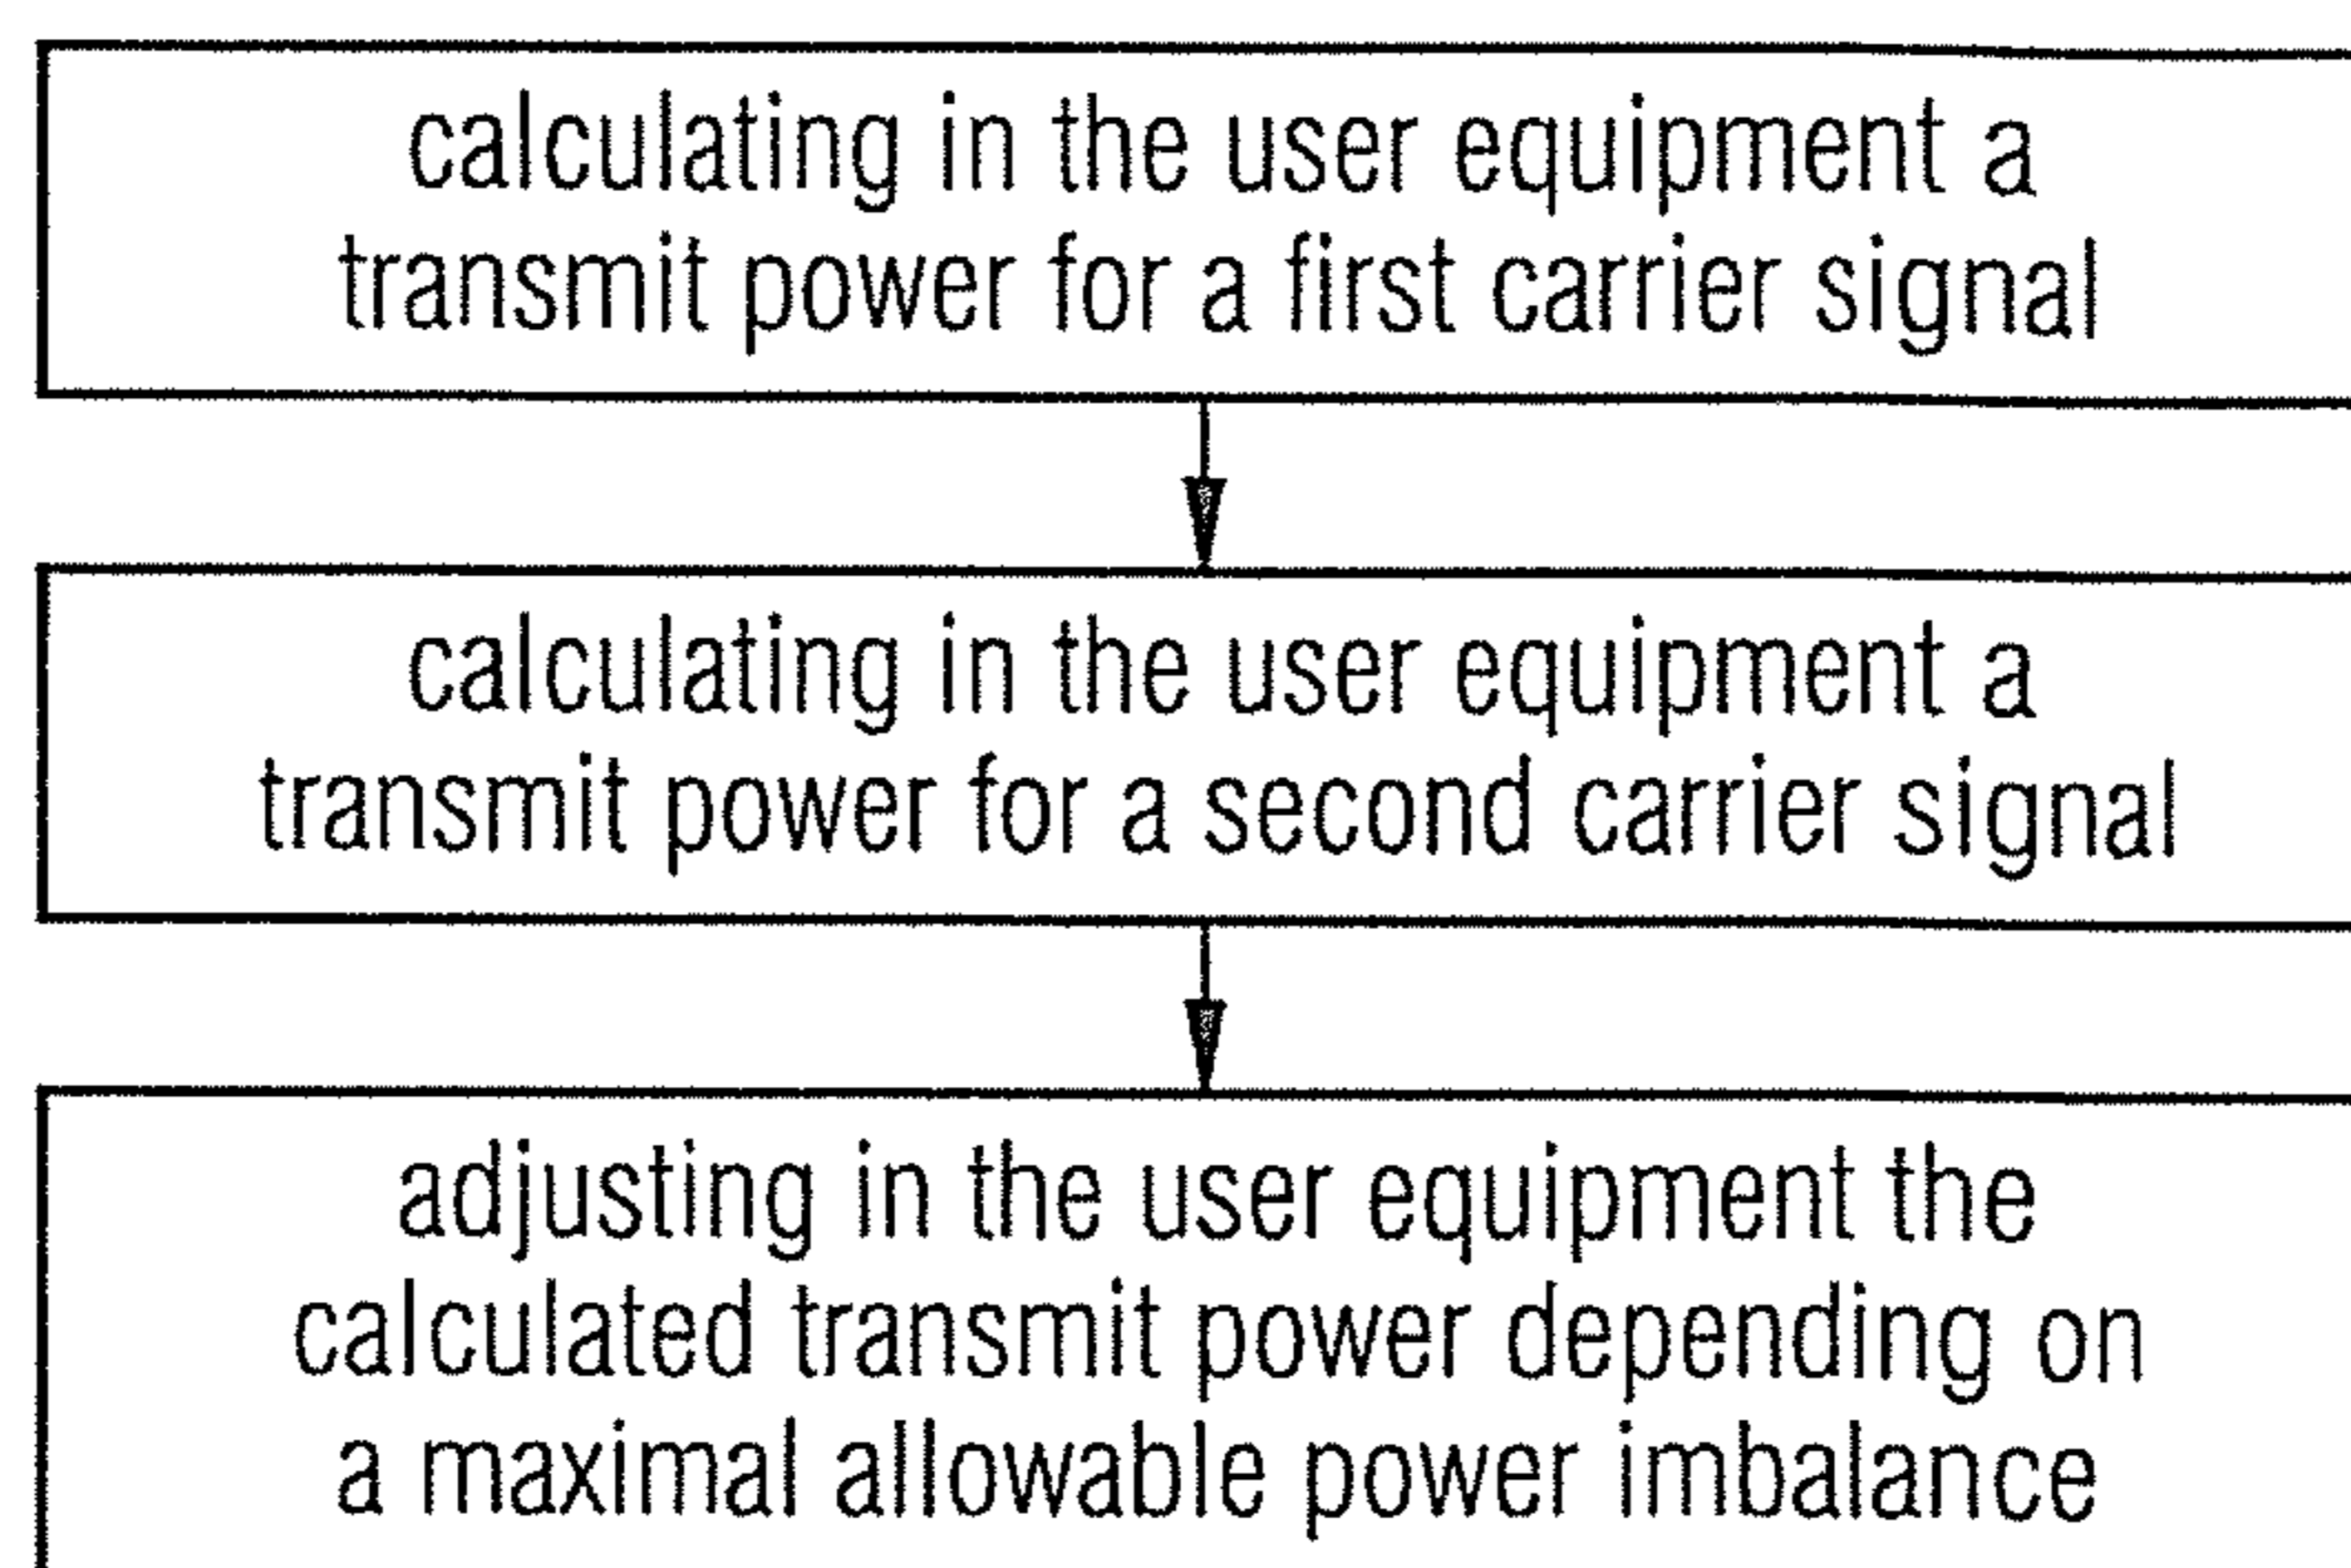 calculating in the user equipment a
transmit power for a first carrier signal
calculating in the user equipment a
transmit power for a second carrier signal
adjusting in the user equipment the
calculated transmit power depending on
a maximal allowable power imbalance